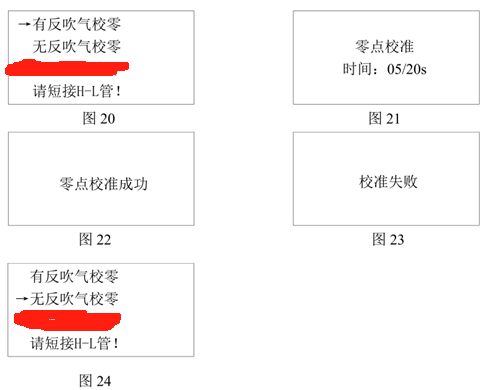 →有反吹气校零
无反吹气校零
请短接H-L管！
图 20
零点校准
时间：05/20s
图 21
零点校准成功
图 22
校准失败
图 23
有反吹气校零
→无反吹气校零
请短接H-L管！
图 24